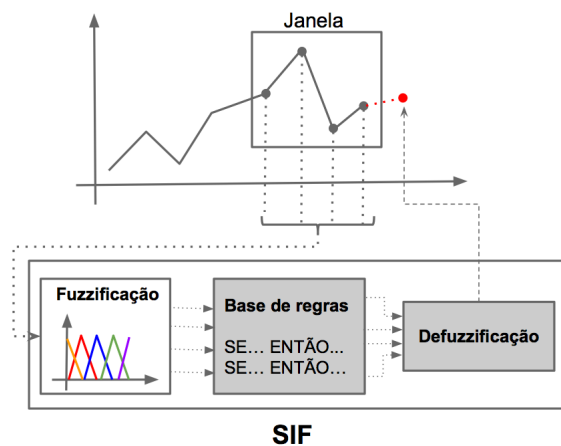 Janela
Fuzzificação
Base de regras
SE... ENTÃO...
SE... ENTÃO...
Defuzzificação
SIF